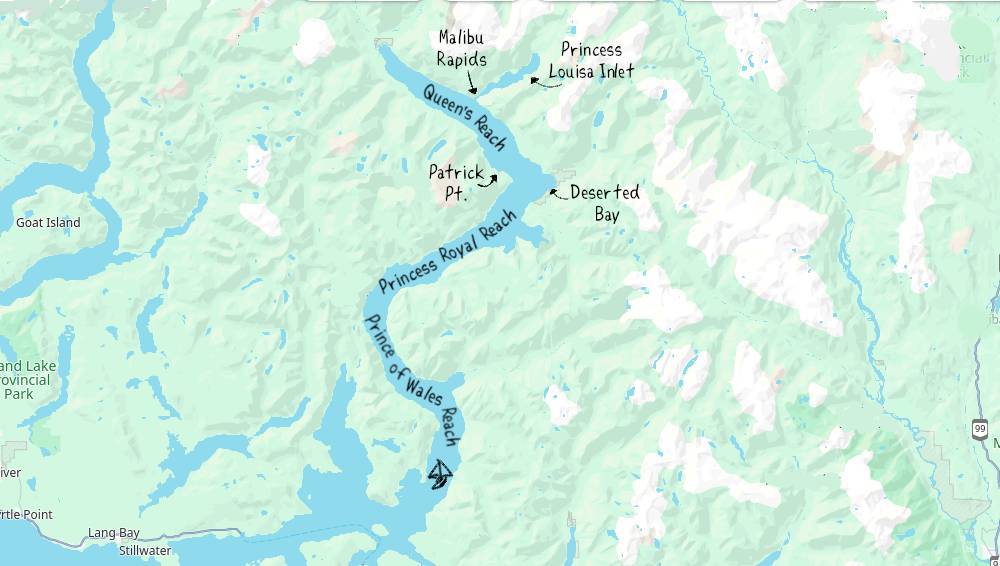 Malibu
Rapids
Princess
Louisa Inlet
Queen's Reach
Patrick
Pt.
Deserted
Bay
Goat Island
Princess Royal Reach
Prince of Wales Reach
and Lake
rovincial
Park
99
M
iver
rtle Point
Lang Bay
Stillwater